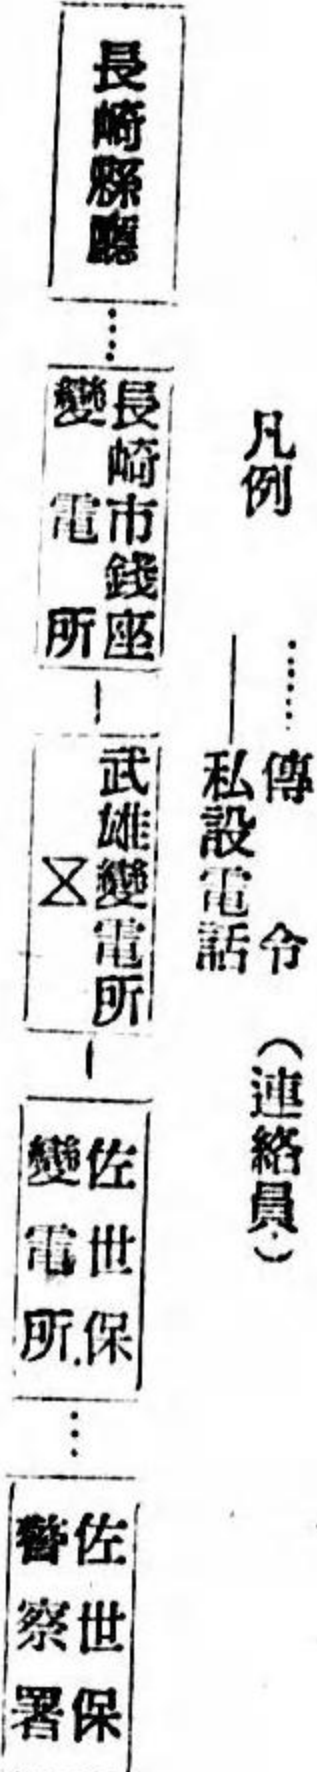 凡例
……傳令(連絡員)
――私設電話
長崎縣廳
長崎市錢座
變電所
武雄變電所
佐世保
變電所
佐世保
警察署